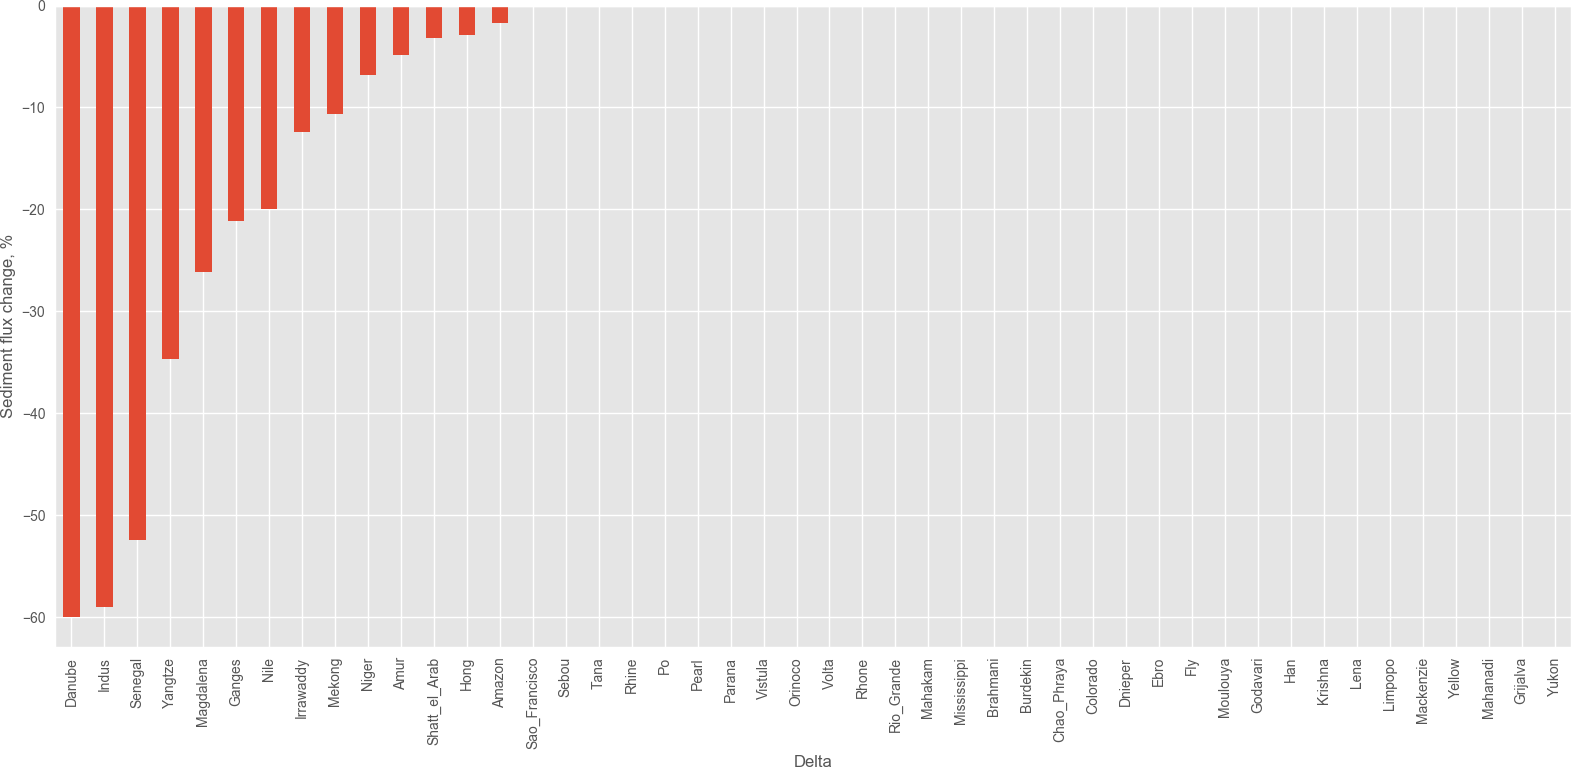 0
−10
−20
−30
−40
−50
−60
Sediment flux change, %
Danube
Indus
Senegal
Yangtze
Magdalena
Ganges
Nile
Irrawaddy
Mekong
Niger
Amur
Shatt_el_Arab
Hong
Amazon
Sao_Francisco
Sebou
Tana
Rhine
Po
Pearl
Parana
Vistula
Orinoco
Volta
Rhone
Rio_Grande
Mahakam
Mississippi
Brahmani
Burdekin
Chao_Phraya
Colorado
Dnieper
Ebro
Fly
Moulouya
Godavari
Han
Krishna
Lena
Limpopo
Mackenzie
Yellow
Mahanadi
Grijalva
Yukon
Delta